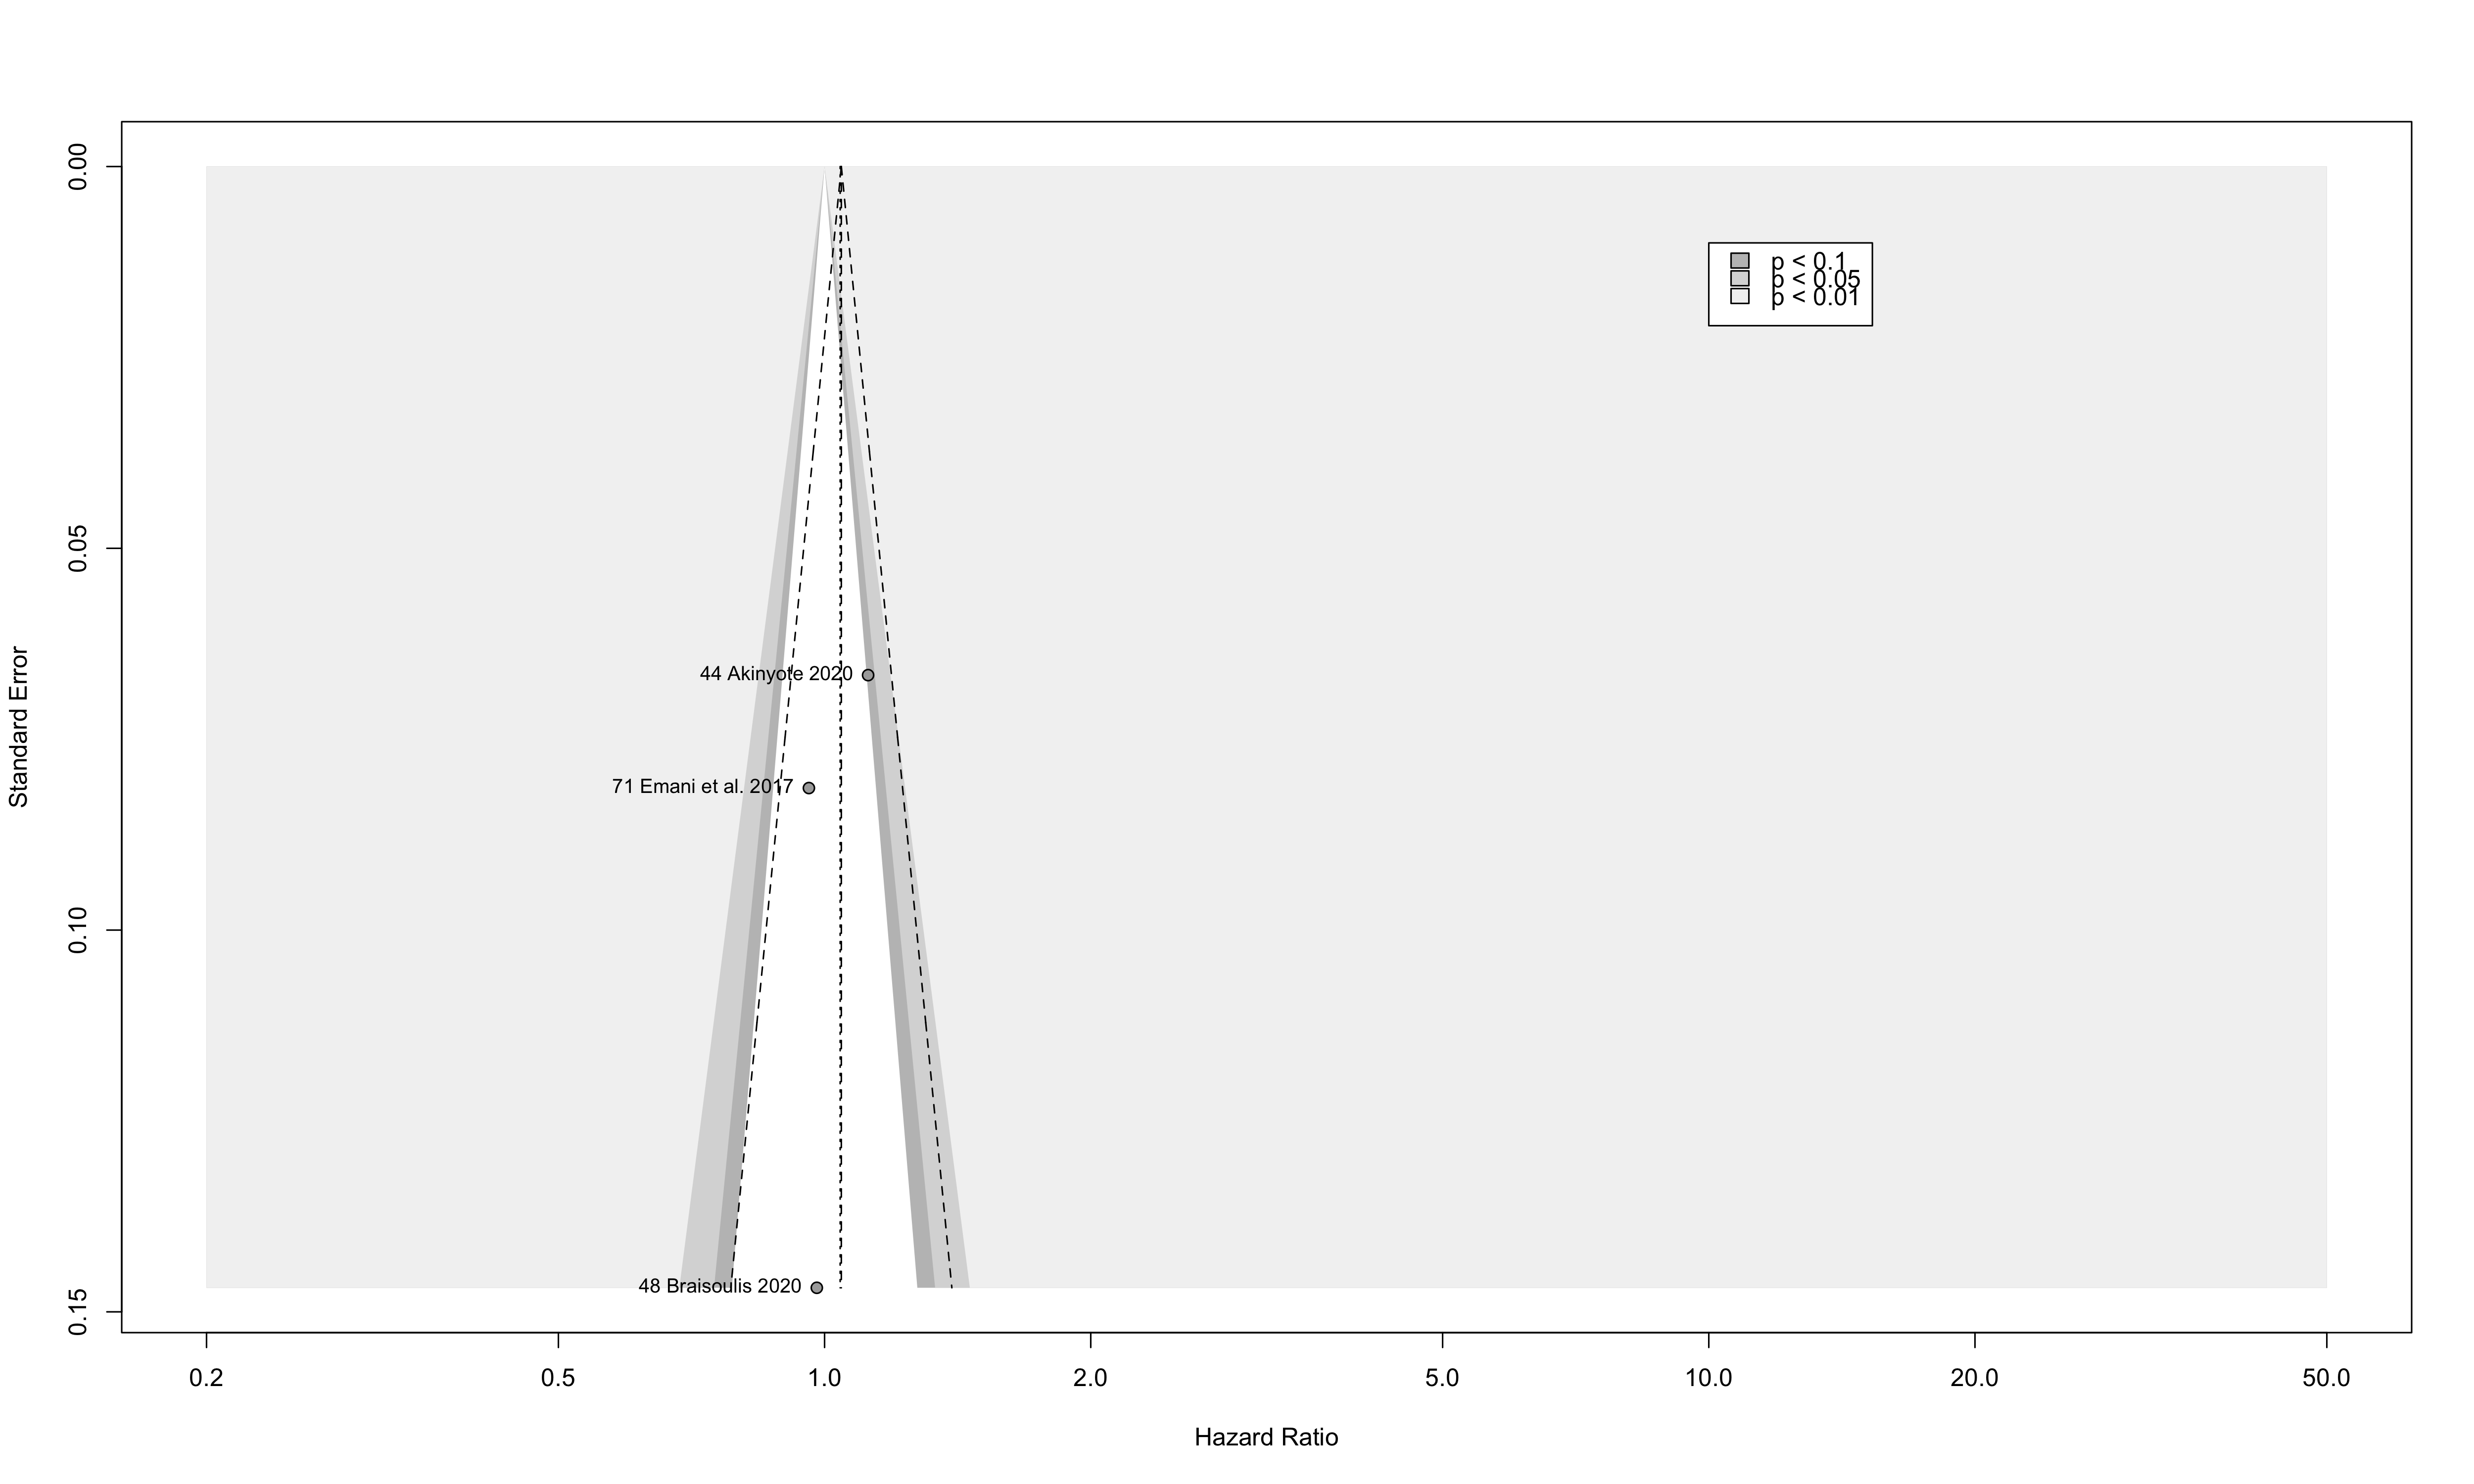 0.00
p < 0.1
p < 0.05
p < 0.01
0.05
44 Akinyote 2020
Standard Error
71 Emani et al. 2017
0.10
48 Braisoulis 2020
0.15
0.2 0.5 1.0 2.0 5.0 10.0 20.0 50.0
Hazard Ratio